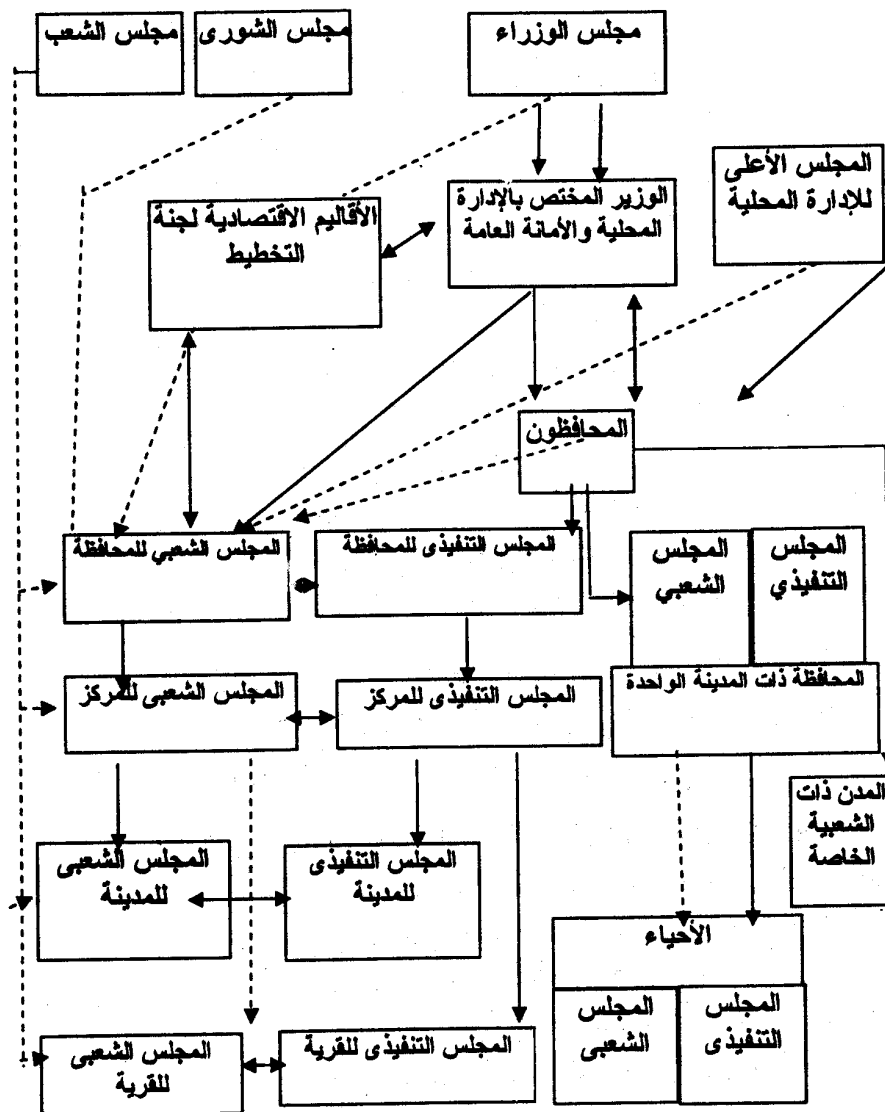 مجلس الوزراء
مجلس الشورى
مجلس الشعب
المجلس الأعلى
للإدارة المحلية
الوزير المختص بالإدارة
المحلية والأمانة العامة
الأقاليم الاقتصادية لجنة
التخطيط
المحافظون
المجلس
التنفيذي
المجلس
الشعبي
المجلس التنفيذى للمحافظة
المجلس الشعبي للمحافظة
المحافظة ذات المدينة الواحدة
المجلس التنفيذى للمركز
المجلس الشعبى للمركز
المدن ذات
الشعبية
الخاصة
المجلس التنفيذى
للمدينة
المجلس الشعبى
للمدينة
الأحياء
المجلس
التنفيذى
المجلس
الشعبى
المجلس التنفيذى للقرية
المجلس الشعبى
للقرية